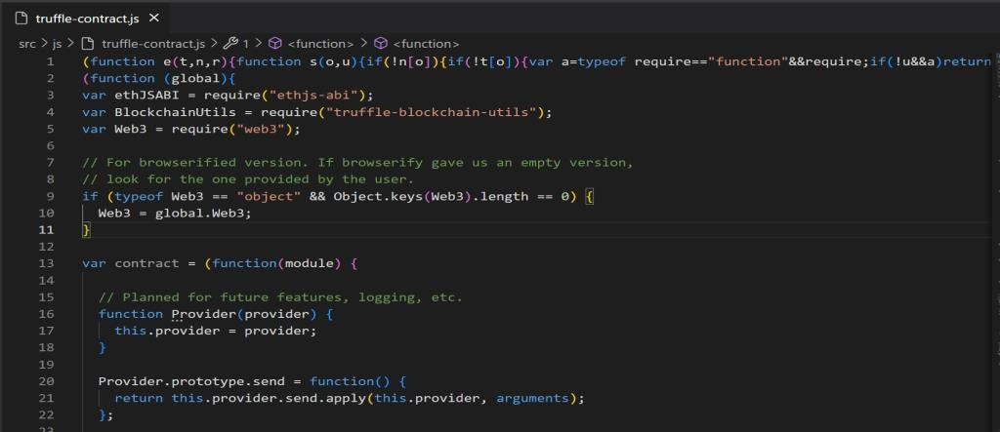 truffle-contract.js ×
src > js > truffle-contract.js > 1 > <function> > <function>
1 (function e(t,n,r){function s(o,u){if(!n[o]){if(!t[o]){var a=typeof require=="function"&&require;if(!u&&a)return
2 (function (global){
3 var ethJSABI = require("ethjs-abi");
4 var BlockchainUtils = require("truffle-blockchain-utils");
5 var Web3 = require("web3");
6
7 // For browserified version. If browserify gave us an empty version,
8 // look for the one provided by the user.
9 if (typeof Web3 == "object" && Object.keys(Web3).length == 0) {
10   Web3 = global.Web3;
11 }
12
13 var contract = (function(module) {
14
15   // Planned for future features, logging, etc.
16   function Provider(provider) {
17     this.provider = provider;
18   }
19
20   Provider.prototype.send = function() {
21     return this.provider.send.apply(this.provider, arguments);
22   };
23